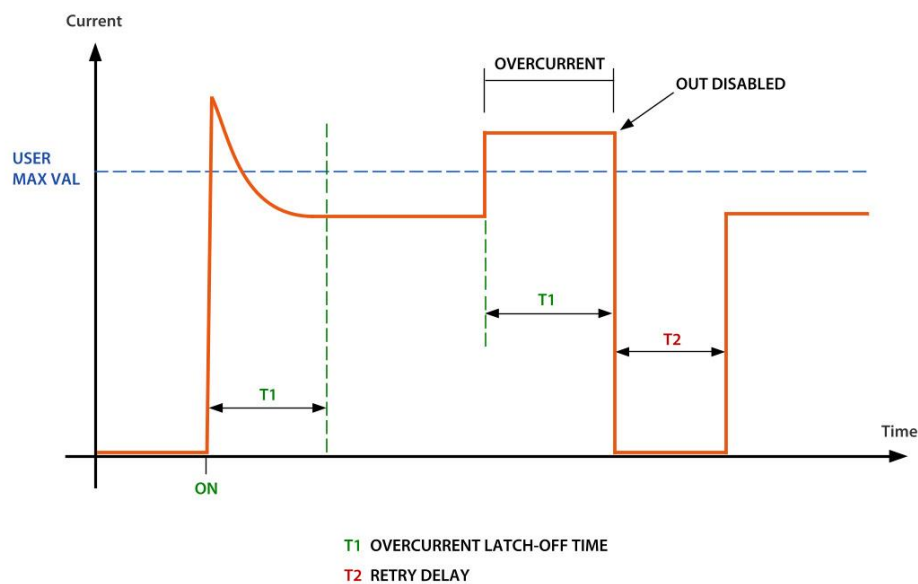 Current
OVERCURRENT
OUT DISABLED
USER
MAX VAL
T1
T2
T1
Time
ON
T1 OVERCURRENT LATCH-OFF TIME
T2 RETRY DELAY